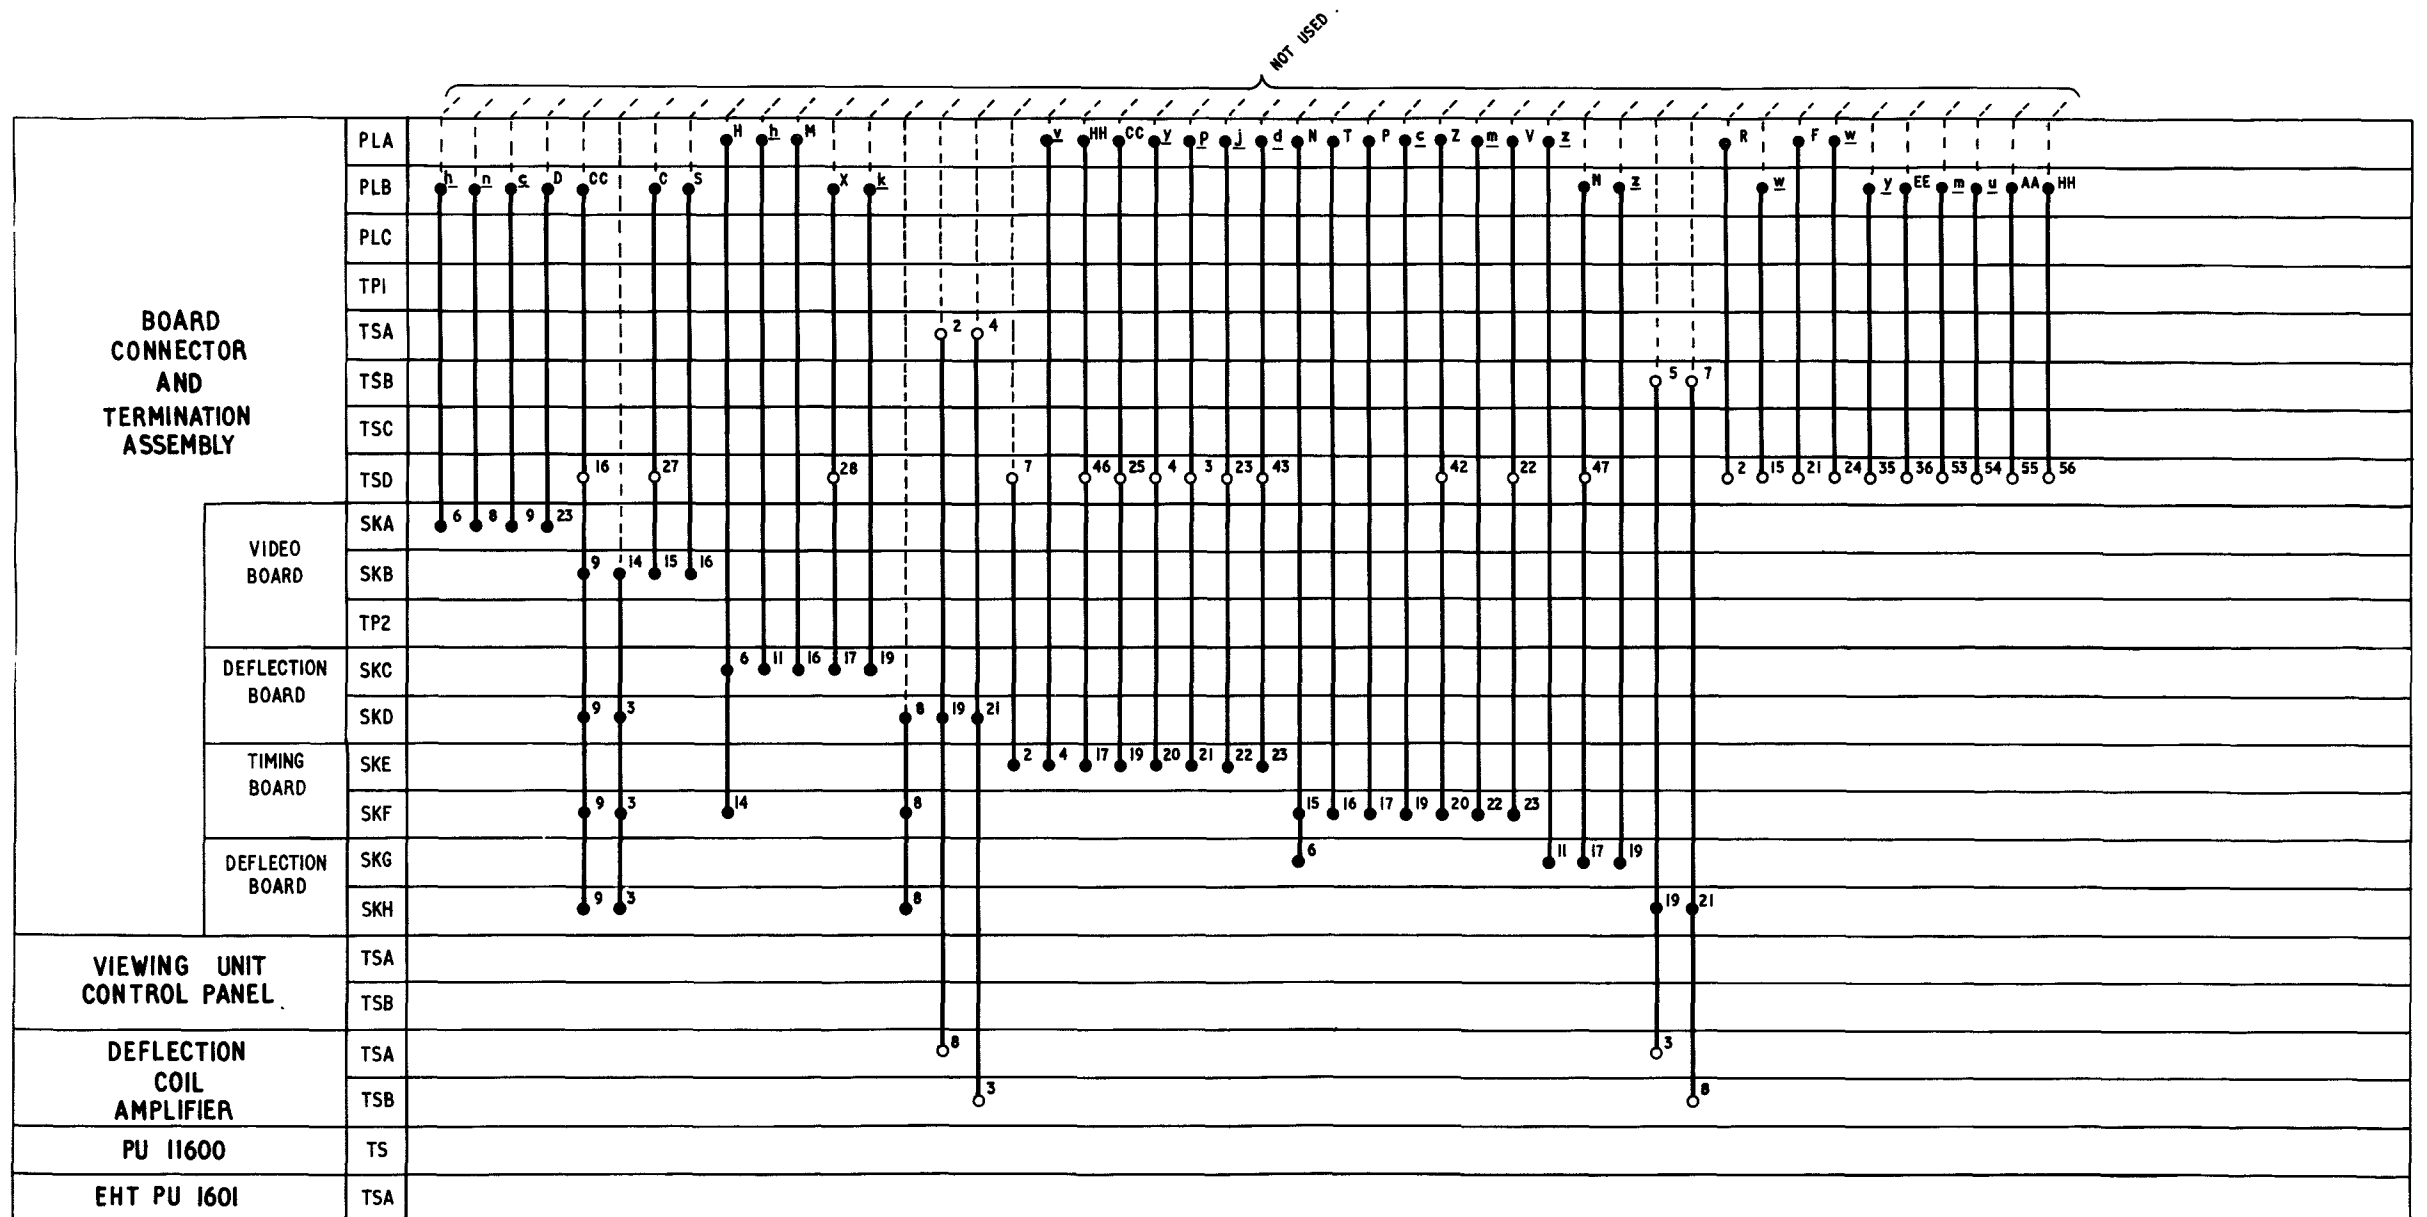 NOT USED
PLA H h M v HH CC y p j d N T P c Z m V z R F w
PLB h n c D CC C S X k N z w y EE m u AA HH
PLC
TPI
BOARD CONNECTOR AND TERMINATION ASSEMBLY
TSA 2 4
TSB 5 7
TSC
TSD 16 27 28 7 46 25 4 3 23 43 42 22 47 2 15 21 24 35 36 53 54 55 56
VIDEO BOARD
SKA 6 8 9 23
SKB 9 14 15 16
TP2
DEFLECTION BOARD
SKC 6 11 16 17 19
SKD 9 3 8 19 21
TIMING BOARD
SKE 2 4 17 19 20 21 22 23
SKF 9 3 14 8 15 16 17 19 20 22 23
DEFLECTION BOARD
SKG 6 11 17 19
SKH 9 3 8 19 21
VIEWING UNIT CONTROL PANEL
TSA
TSB
DEFLECTION COIL AMPLIFIER
TSA 8 3
TSB 3 8
PU 11600 TS
EHT PU 1601 TSA